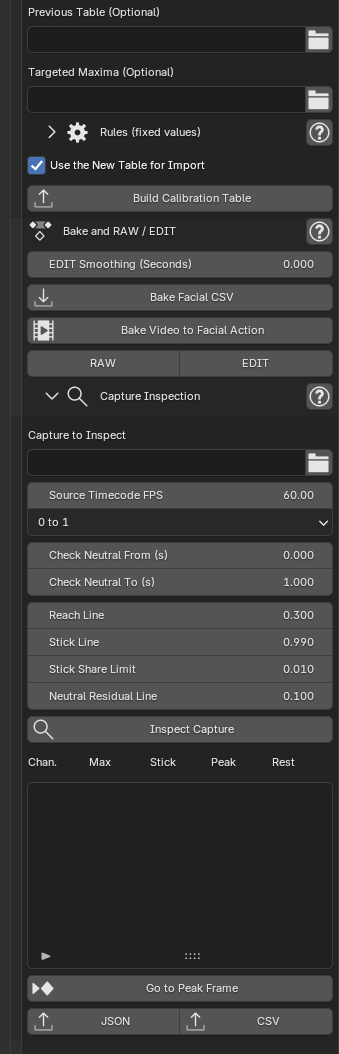 Previous Table (Optional)
Targeted Maxima (Optional)
Rules (fixed values)
Use the New Table for Import
Build Calibration Table
Bake and RAW / EDIT
EDIT Smoothing (Seconds) 0.000
Bake Facial CSV
Bake Video to Facial Action
RAW EDIT
Capture Inspection
Capture to Inspect
Source Timecode FPS 60.00
0 to 1
Check Neutral From (s) 0.000
Check Neutral To (s) 1.000
Reach Line 0.300
Stick Line 0.990
Stick Share Limit 0.010
Neutral Residual Line 0.100
Inspect Capture
Chan. Max Stick Peak Rest
Go to Peak Frame
JSON CSV